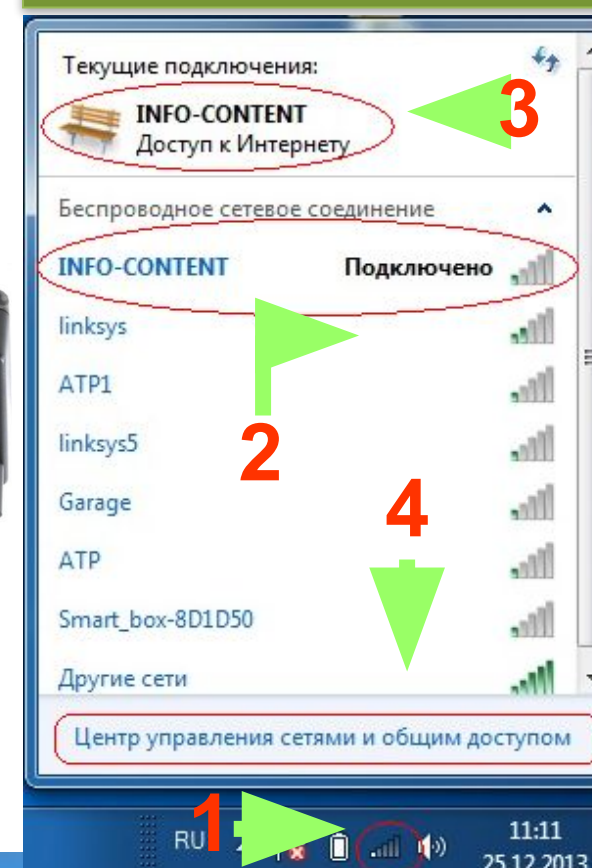 Текущие подключения:
INFO-CONTENT
Доступ к Интернету
3
Беспроводное сетевое соединение
INFO-CONTENT Подключено
linksys
ATP1
2
linksys5
Garage
4
ATP
Smart_box-8D1D50
Другие сети
Центр управления сетями и общим доступом
1
RU
11:11
25.12.2013